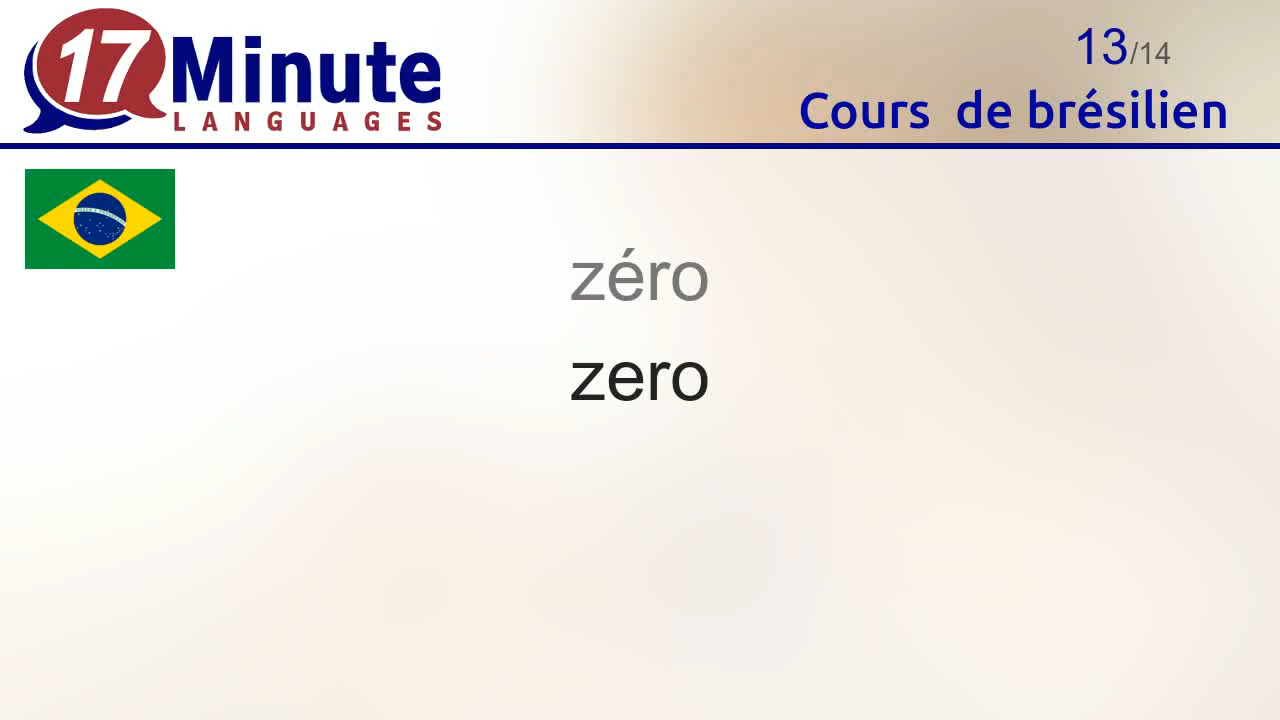 17 Minute
LANGUAGES
13/14
Cours de brésilien
zéro
zero